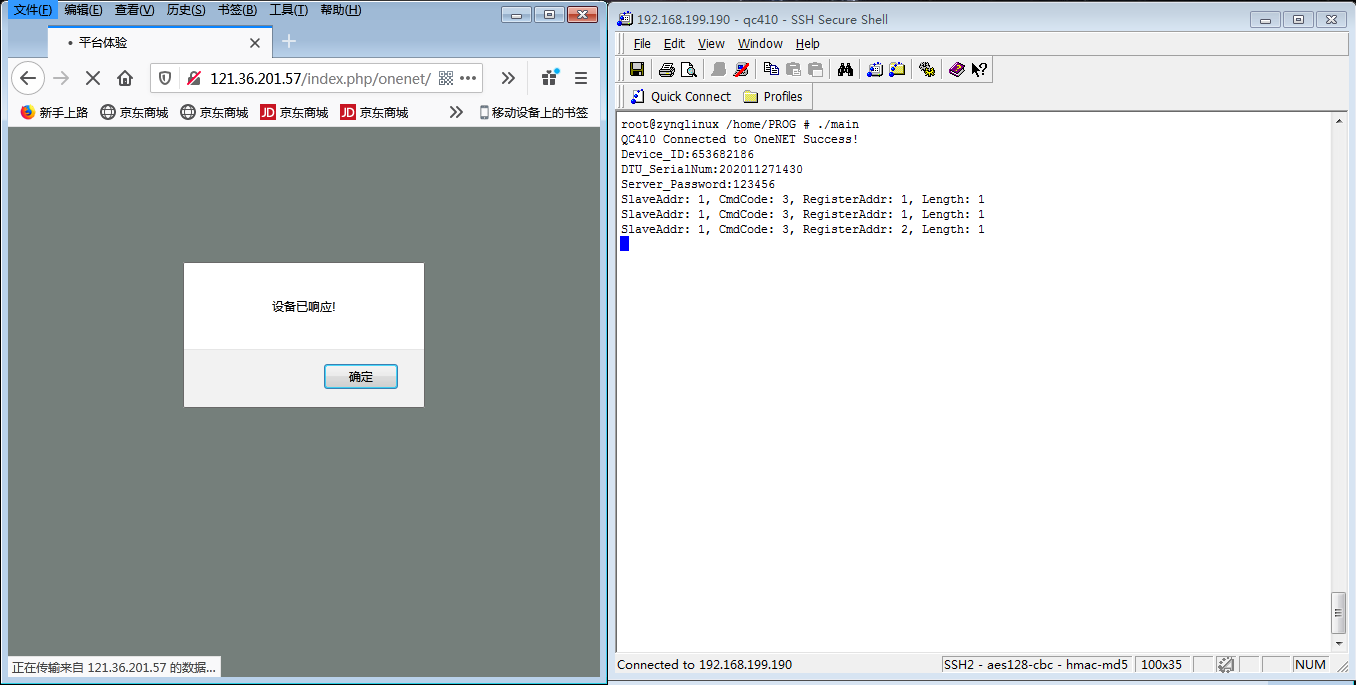 文件(F) 编辑(E) 查看(V) 历史(S) 书签(B) 工具(T) 帮助(H)
• 平台体验
121.36.201.57/index.php/onenet/
新手上路 京东商城 京东商城 JD 京东商城 JD 京东商城 移动设备上的书签
设备已响应!
确定
正在传输来自 121.36.201.57 的数据...
192.168.199.190 - qc410 - SSH Secure Shell
File Edit View Window Help
Quick Connect Profiles
root@zynqlinux /home/PROG # ./main
QC410 Connected to OneNET Success!
Device_ID:653682186
DTU_SerialNum:202011271430
Server_Password:123456
SlaveAddr: 1, CmdCode: 3, RegisterAddr: 1, Length: 1
SlaveAddr: 1, CmdCode: 3, RegisterAddr: 1, Length: 1
SlaveAddr: 1, CmdCode: 3, RegisterAddr: 2, Length: 1
Connected to 192.168.199.190 SSH2 - aes128-cbc - hmac-md5 100x35 NUM